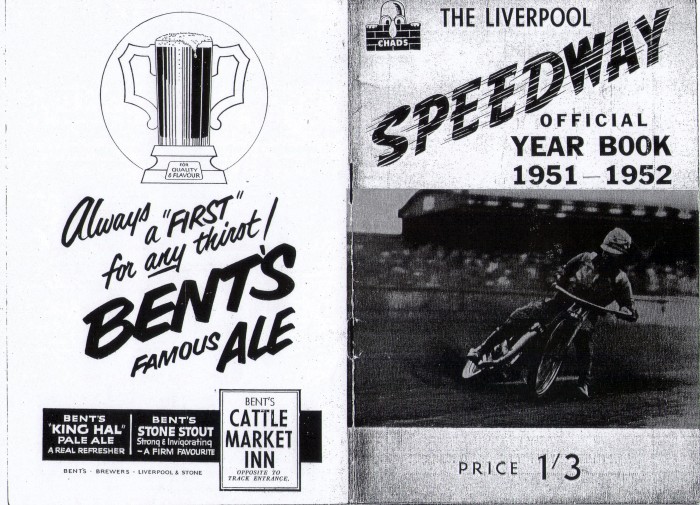 FOR
QUALITY
& FLAVOUR
Always
a "FIRST"
for any thirst!
BENT'S
FAMOUS ALE
BENT'S
"KING HAL"
PALE ALE
A REAL REFRESHER
BENT'S
STONE STOUT
Strong & Invigorating
-A FIRM FAVOURITE
BENT'S
CATTLE
MARKET
INN
OPPOSITE TO
TRACK ENTRANCE.
BENT'S · BREWERS · LIVERPOOL & STONE
CHADS
THE LIVERPOOL
SPEEDWAY
OFFICIAL
YEAR BOOK
1951-1952
PRICE 1/3